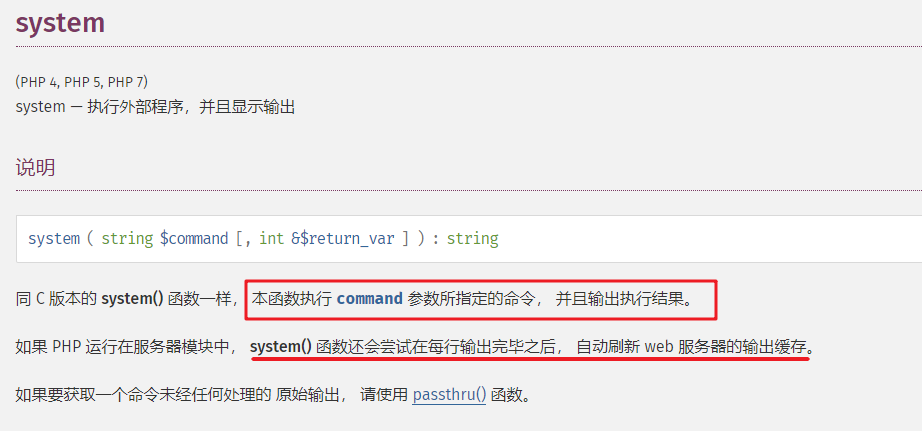 system
(PHP 4, PHP 5, PHP 7)
system — 执行外部程序，并且显示输出
说明
system ( string $command [, int &$return_var ] ) : string
同 C 版本的 system() 函数一样， 本函数执行 command 参数所指定的命令， 并且输出执行结果。
如果 PHP 运行在服务器模块中， system() 函数还会尝试在每行输出完毕之后， 自动刷新 web 服务器的输出缓存。
如果要获取一个命令未经任何处理的 原始输出， 请使用 passthru() 函数。